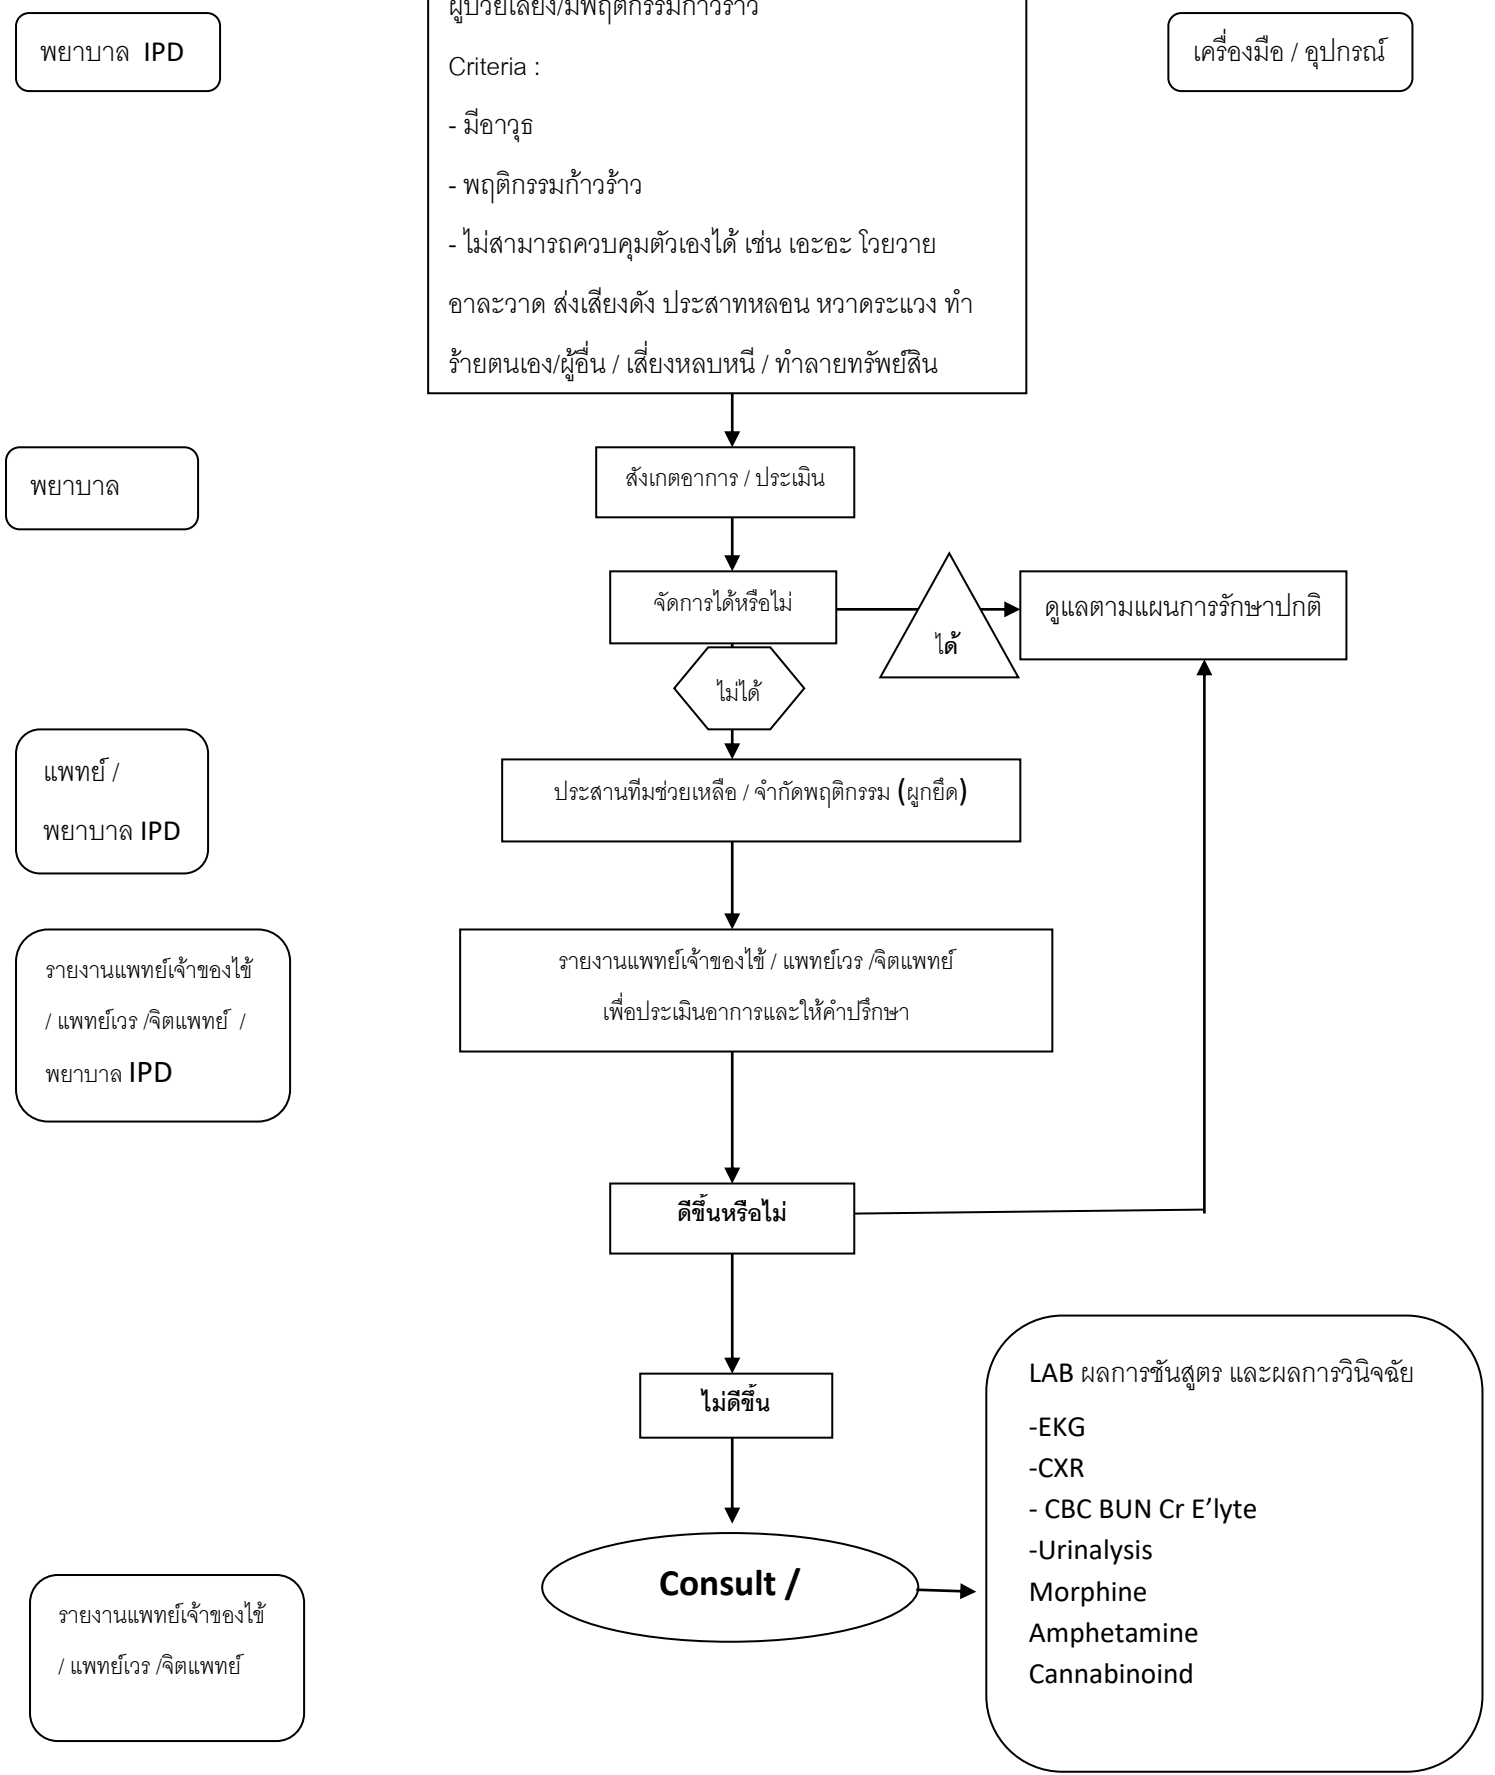 พยาบาล IPD
ผู้ป่วยเสี่ยง/มีพฤติกรรมก้าวร้าว
เครื่องมือ / อุปกรณ์
Criteria :
- มีอาวุธ
- พฤติกรรมก้าวร้าว
- ไม่สามารถควบคุมตัวเองได้ เช่น เอะอะ โวยวาย
อาละวาด ส่งเสียงดัง ประสาทหลอน หวาดระแวง ทำ
ร้ายตนเอง/ผู้อื่น / เสี่ยงหลบหนี / ทำลายทรัพย์สิน
พยาบาล
สังเกตอาการ / ประเมิน
จัดการได้หรือไม่
ได้
ดูแลตามแผนการรักษาปกติ
ไม่ได้
แพทย์ /
พยาบาล IPD
ประสานทีมช่วยเหลือ / จำกัดพฤติกรรม (ผูกยึด)
รายงานแพทย์เจ้าของไข้
/ แพทย์เวร /จิตแพทย์ /
พยาบาล IPD
รายงานแพทย์เจ้าของไข้ / แพทย์เวร /จิตแพทย์
เพื่อประเมินอาการและให้คำปรึกษา
ดีขึ้นหรือไม่
ไม่ดีขึ้น
LAB ผลการชันสูตร และผลการวินิจฉัย
-EKG
-CXR
- CBC BUN Cr E’lyte
-Urinalysis
Morphine
Amphetamine
Cannabinoind
Consult /
รายงานแพทย์เจ้าของไข้
/ แพทย์เวร /จิตแพทย์